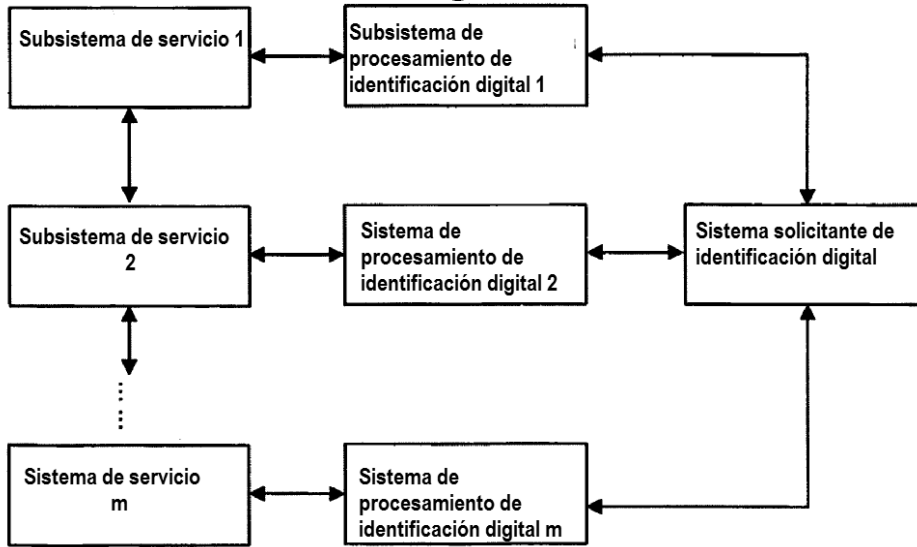 Subsistema de servicio 1
Subsistema de
procesamiento de
identificación digital 1
Subsistema de servicio
2
Sistema de
procesamiento de
identificación digital 2
Sistema solicitante de
identificación digital
Sistema de servicio
m
Sistema de
procesamiento de
identificación digital m